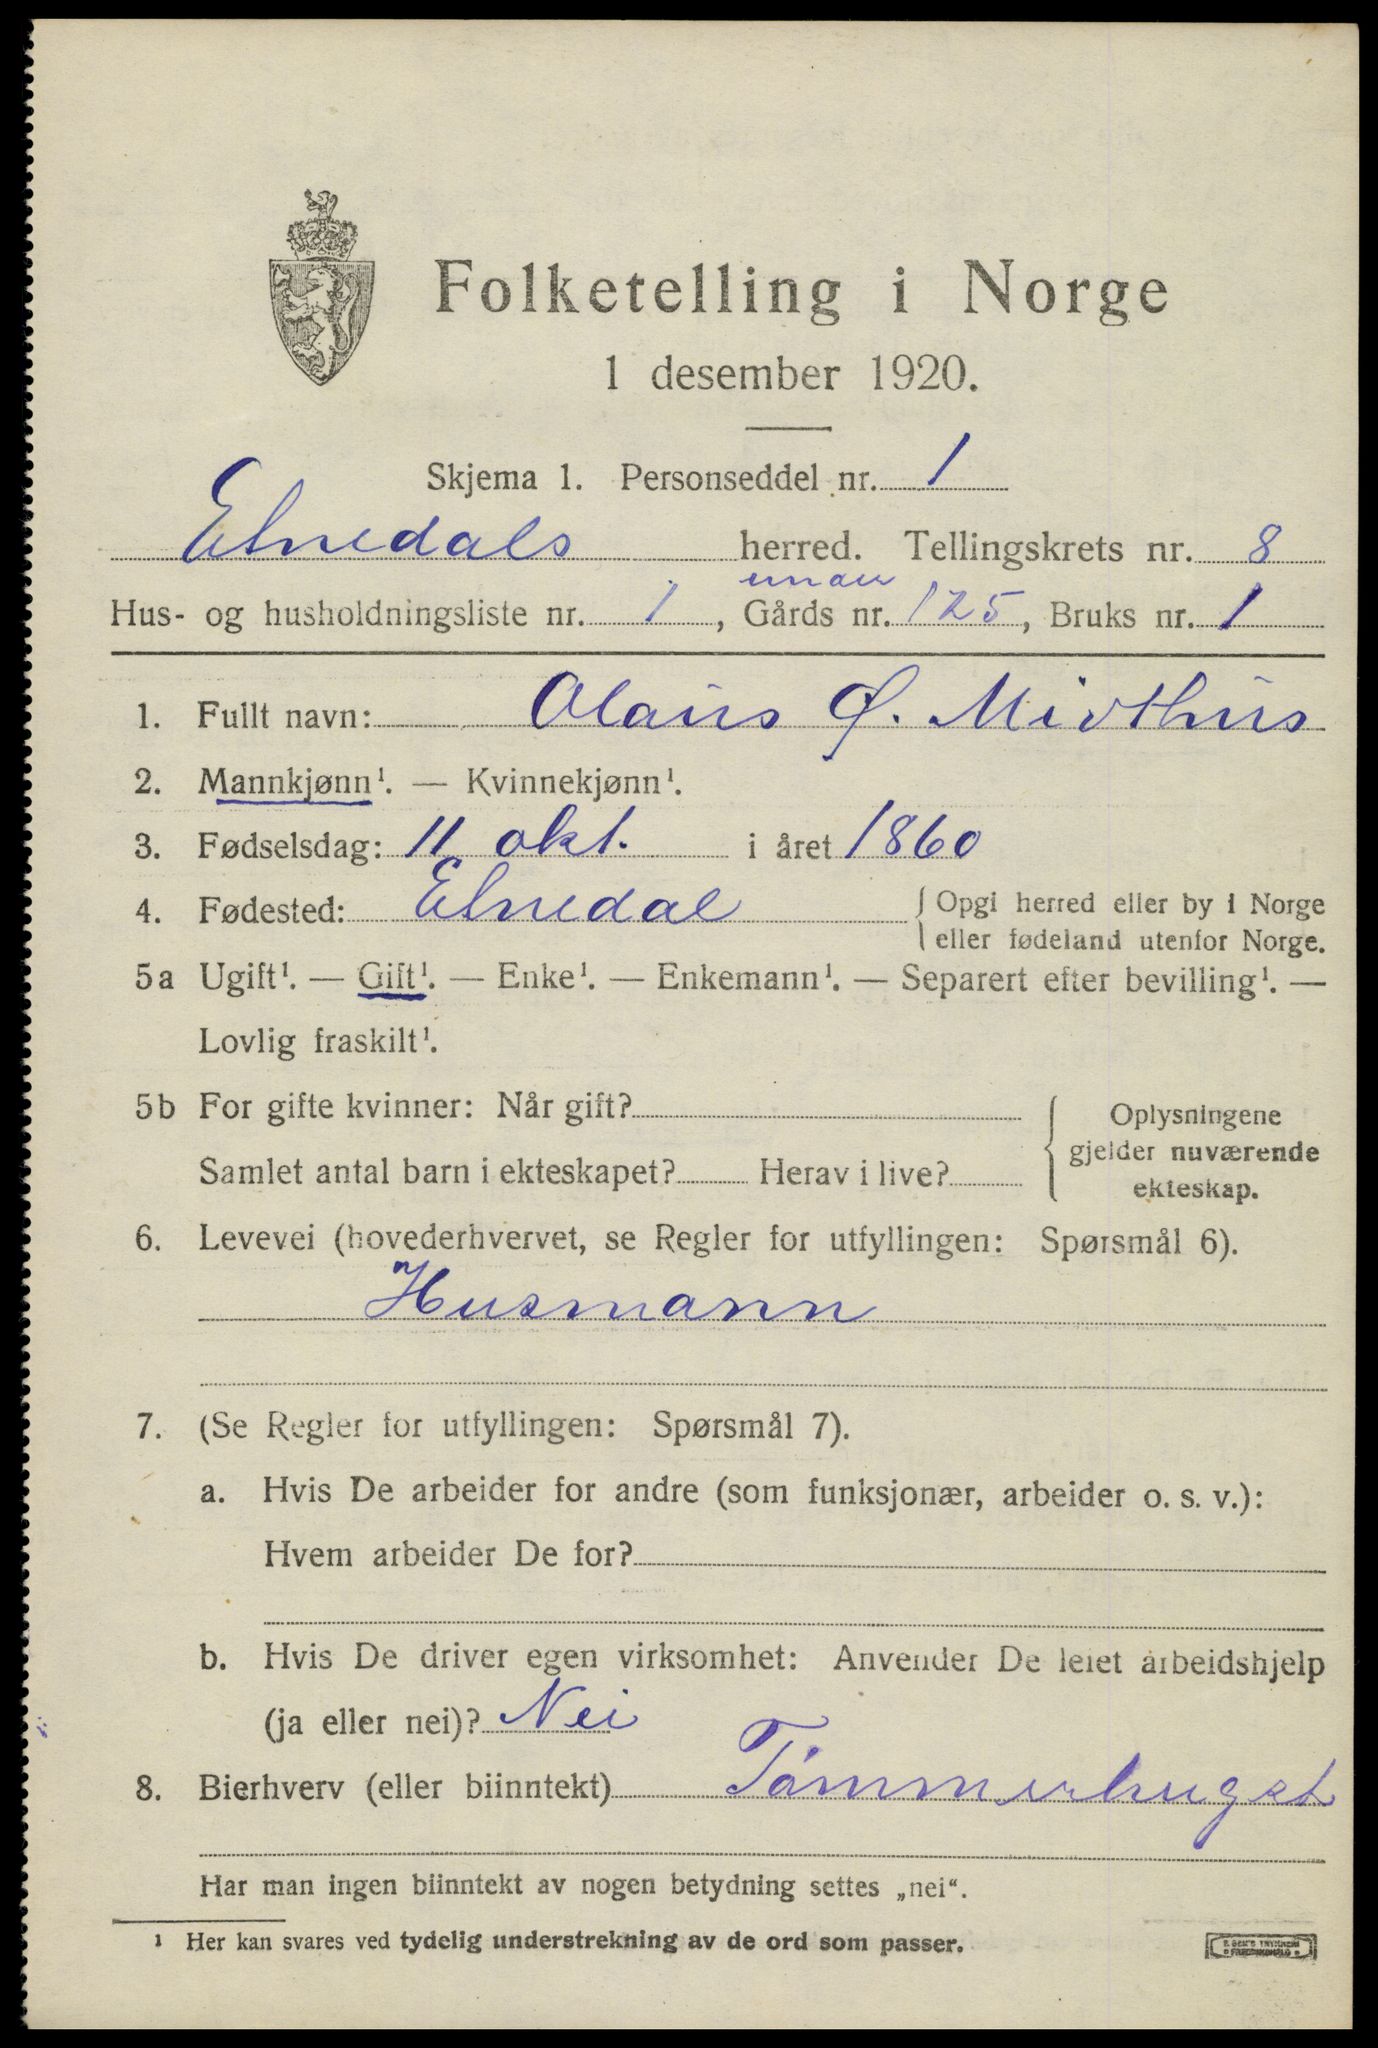 Folketelling i Norge
1 desember 1920.
Skjema 1. Personseddel nr. 1
Etnedals herred. Tellingskrets nr. 8
under
Hus- og husholdningsliste nr. 1, Gårds nr. 125, Bruks nr. 1
1. Fullt navn: Olaus Ø. Midthus
2. Mannkjønn¹. — Kvinnekjønn¹.
3. Fødselsdag: 11 okt. i året 1860
4. Fødested: Etnedal { Opgi herred eller by i Norge
eller fødeland utenfor Norge.
5a Ugift¹. — Gift¹. — Enke¹. — Enkemann¹. — Separert efter bevilling¹. —
Lovlig fraskilt¹.
5b For gifte kvinner: Når gift? { Oplysningene
gjelder nuværende
Samlet antal barn i ekteskapet? Herav i live?
ekteskap.
6. Levevei (hovederhvervet, se Regler for utfyllingen: Spørsmål 6).
Husmann
7. (Se Regler for utfyllingen: Spørsmål 7).
a. Hvis De arbeider for andre (som funksjonær, arbeider o. s. v.):
Hvem arbeider De for?
b. Hvis De driver egen virksomhet: Anvender De leiet arbeidshjelp
(ja eller nei)? Nei
8. Bierhverv (eller biinntekt) Tømmerhugst
Har man ingen biinntekt av nogen betydning settes „nei“.
¹ Her kan svares ved tydelig understrekning av de ord som passer.